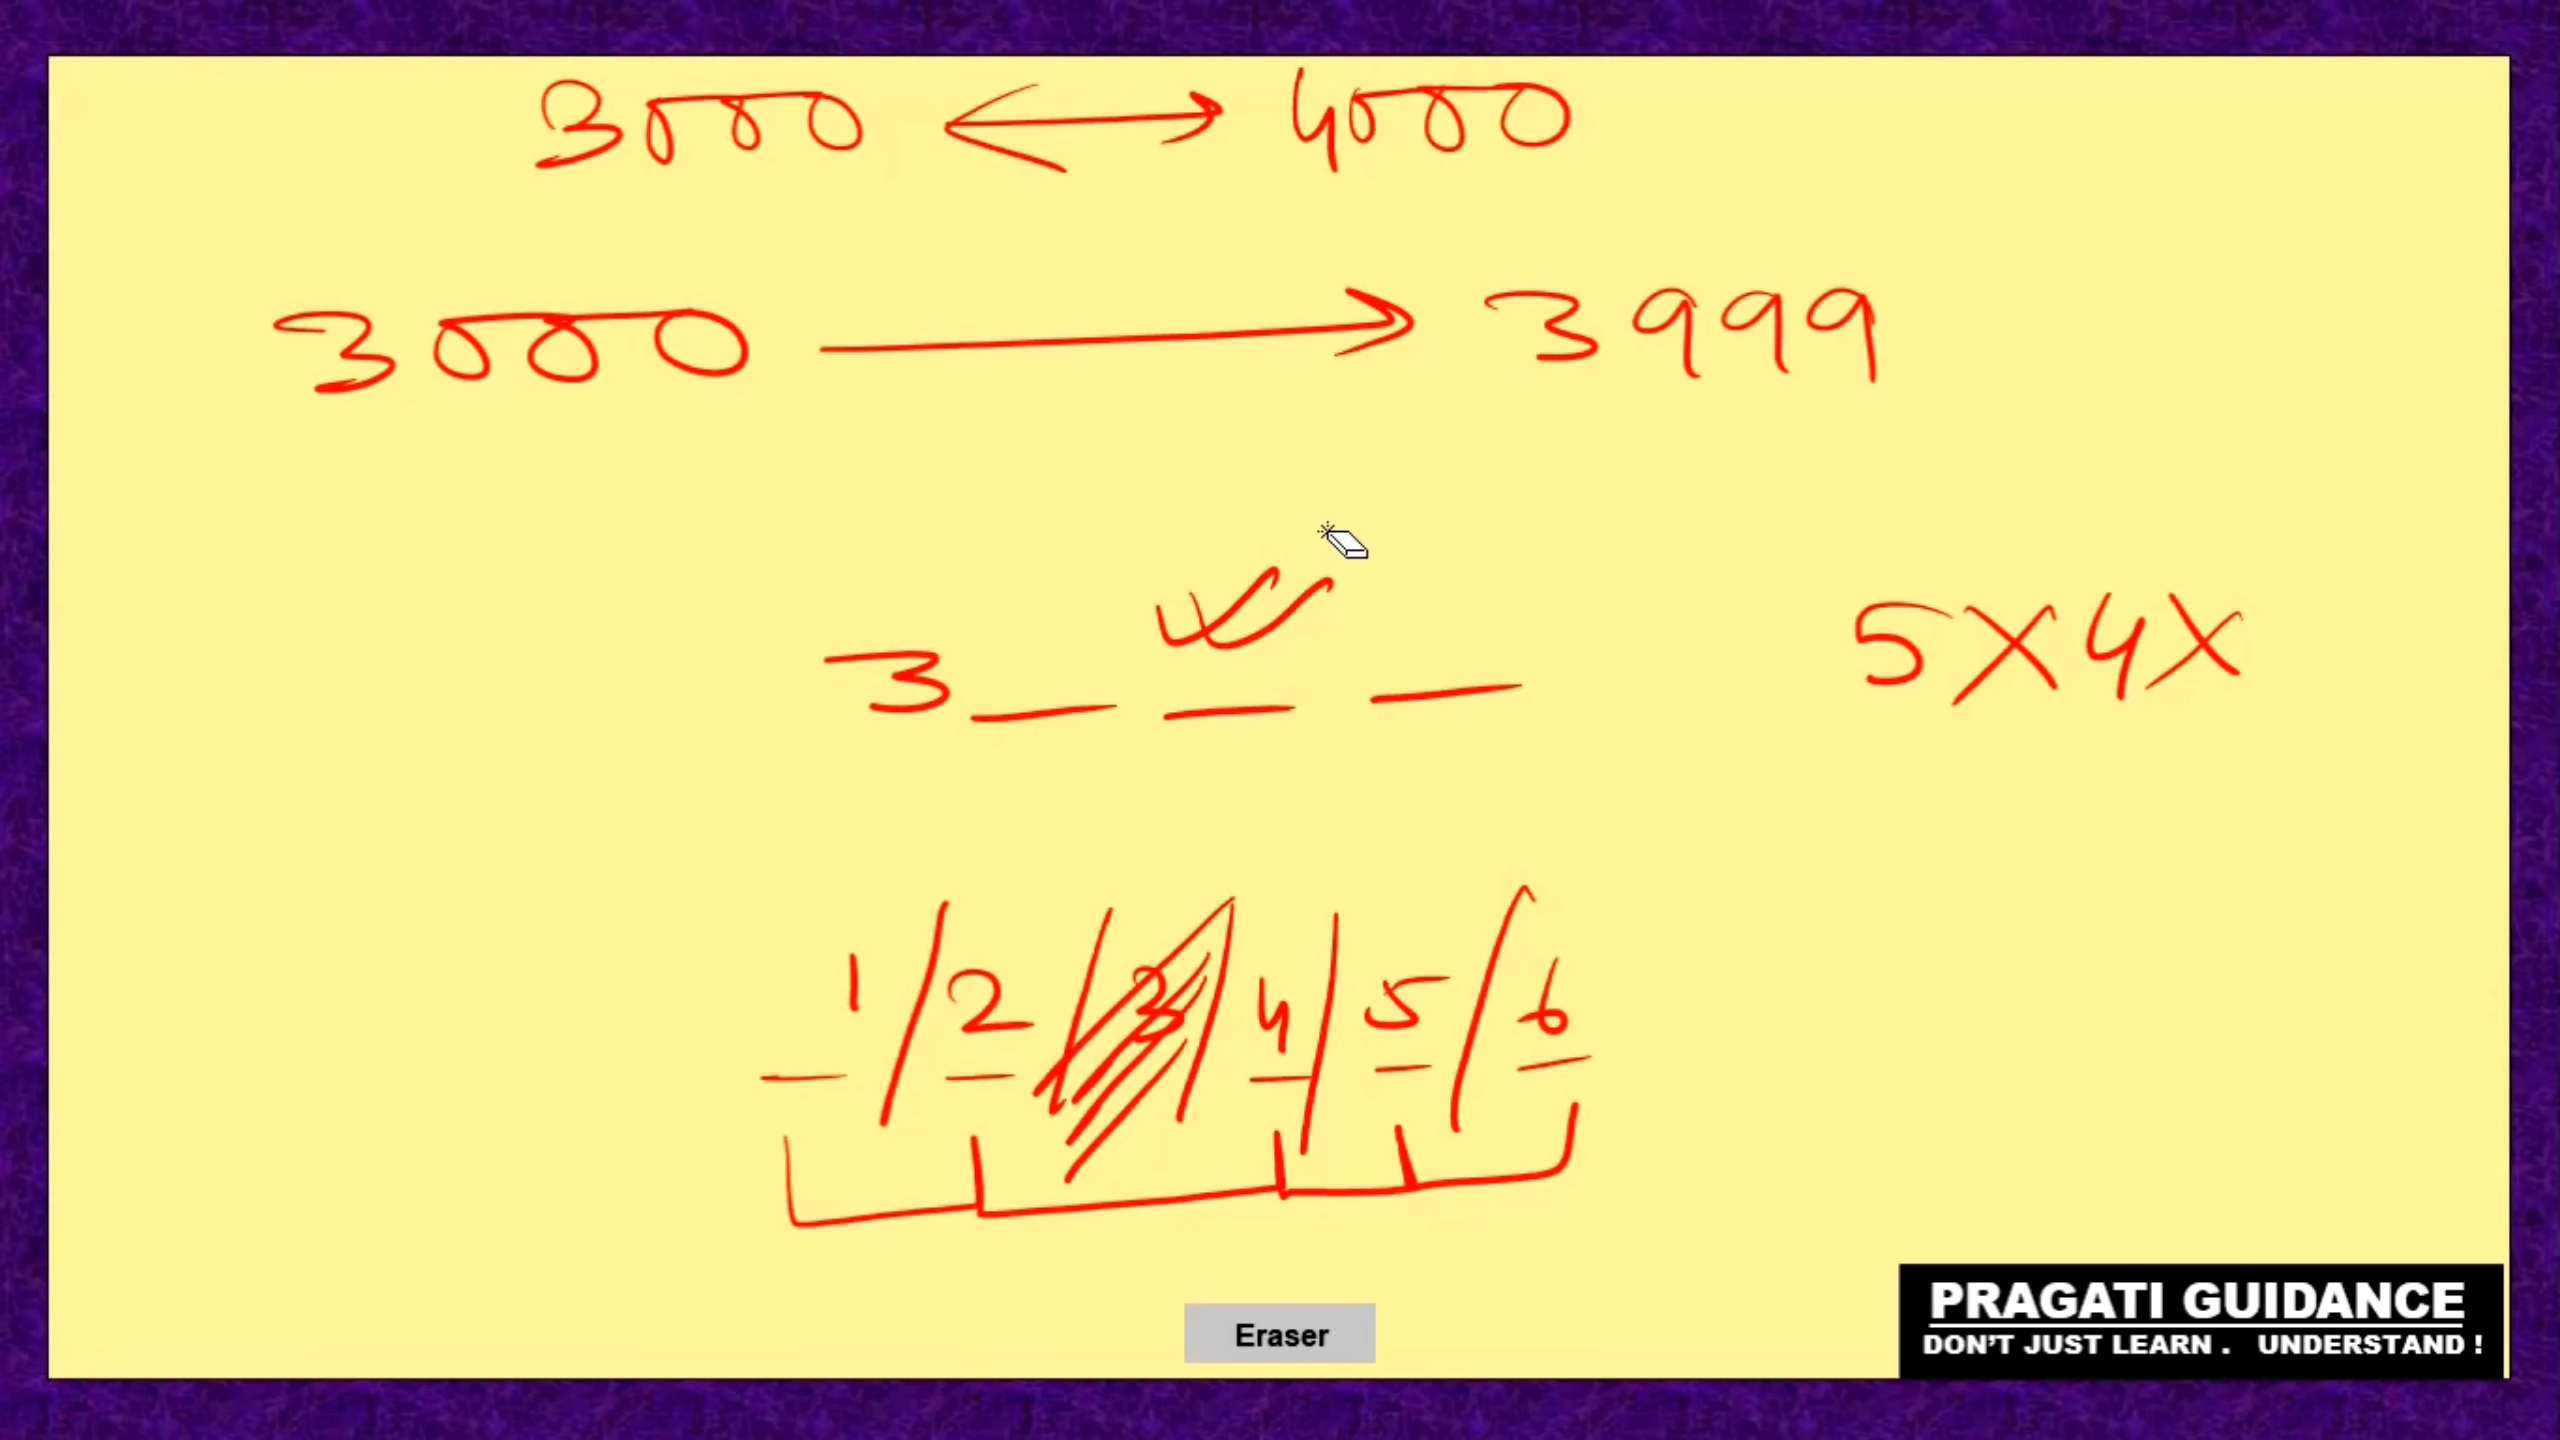 3000 ↔ 4000
3000 → 3999
3 _ _ _ 5×4×
1/2/3/4/5/6
Eraser
PRAGATI GUIDANCE
DON'T JUST LEARN . UNDERSTAND !